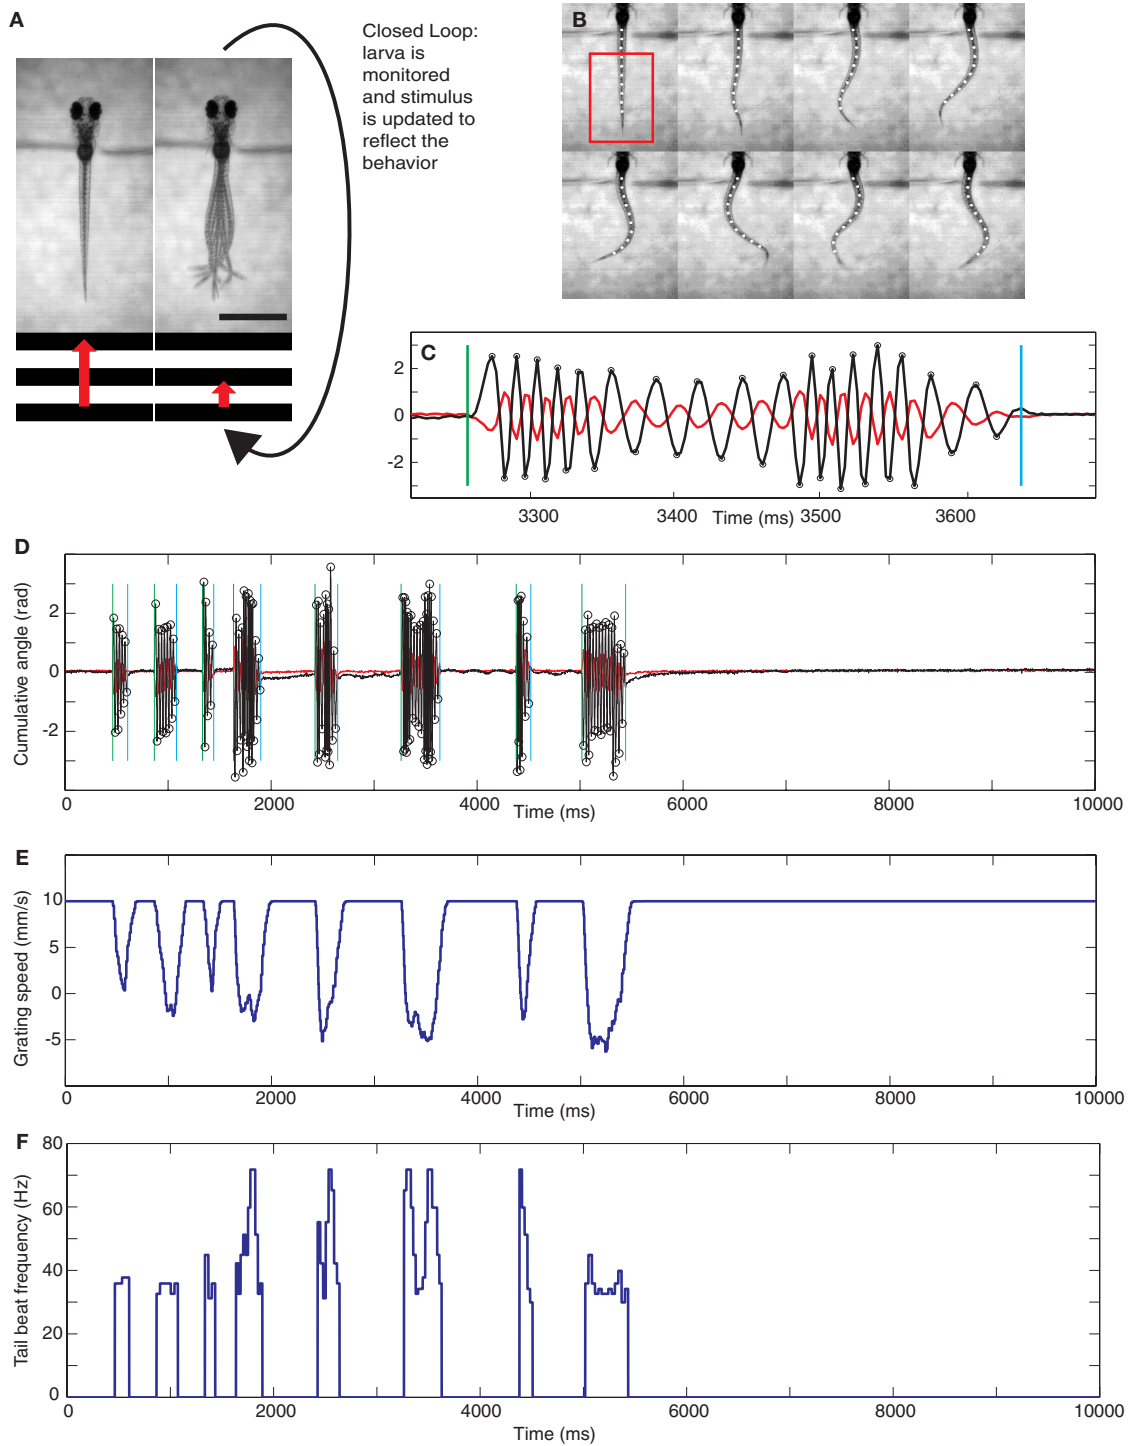 A
Closed Loop:
larva is
monitored
and stimulus
is updated to
reflect the
behavior
B
C
2
0
-2
3300
3400
3500
3600
Time (ms)
D
Cumulative angle (rad)
2
0
-2
0
2000
4000
6000
8000
10000
Time (ms)
E
Grating speed (mm/s)
10
5
0
-5
0
2000
4000
6000
8000
10000
Time (ms)
F
Tail beat frequency (Hz)
80
60
40
20
0
0
2000
4000
6000
8000
10000
Time (ms)